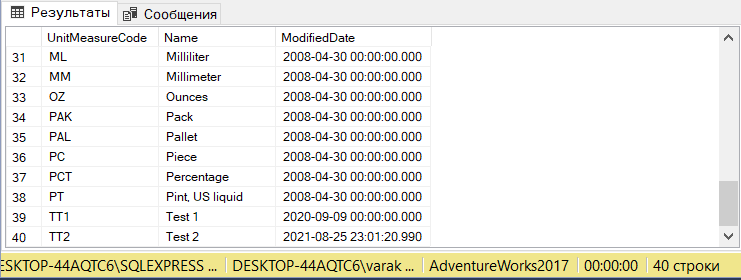 Результаты Сообщения
UnitMeasureCode Name ModifiedDate
31 ML Milliliter 2008-04-30 00:00:00.000
32 MM Millimeter 2008-04-30 00:00:00.000
33 OZ Ounces 2008-04-30 00:00:00.000
34 PAK Pack 2008-04-30 00:00:00.000
35 PAL Pallet 2008-04-30 00:00:00.000
36 PC Piece 2008-04-30 00:00:00.000
37 PCT Percentage 2008-04-30 00:00:00.000
38 PT Pint, US liquid 2008-04-30 00:00:00.000
39 TT1 Test 1 2020-09-09 00:00:00.000
40 TT2 Test 2 2021-08-25 23:01:20.990
ESKTOP-44AQTC6\SQLEXPRESS ... DESKTOP-44AQTC6\varak ... AdventureWorks2017 00:00:00 40 строки